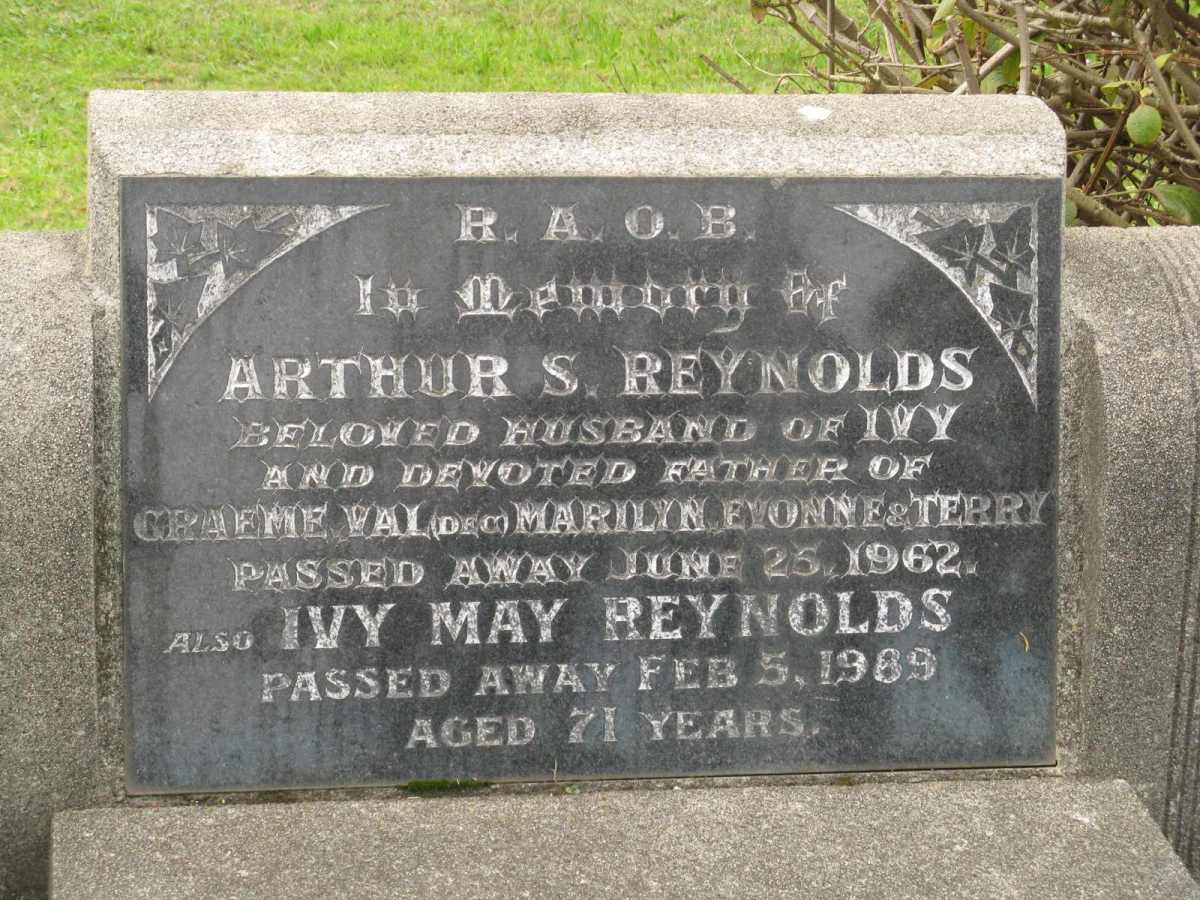 R. A. O. B.
In Memory Of
ARTHUR S. REYNOLDS
BELOVED HUSBAND OF IVY
AND DEVOTED FATHER OF
GRAEME, VAL (DEC) MARILYN, EVONNE & TERRY
PASSED AWAY JUNE 25, 1962.
ALSO IVY MAY REYNOLDS
PASSED AWAY FEB 5, 1989
AGED 71 YEARS.